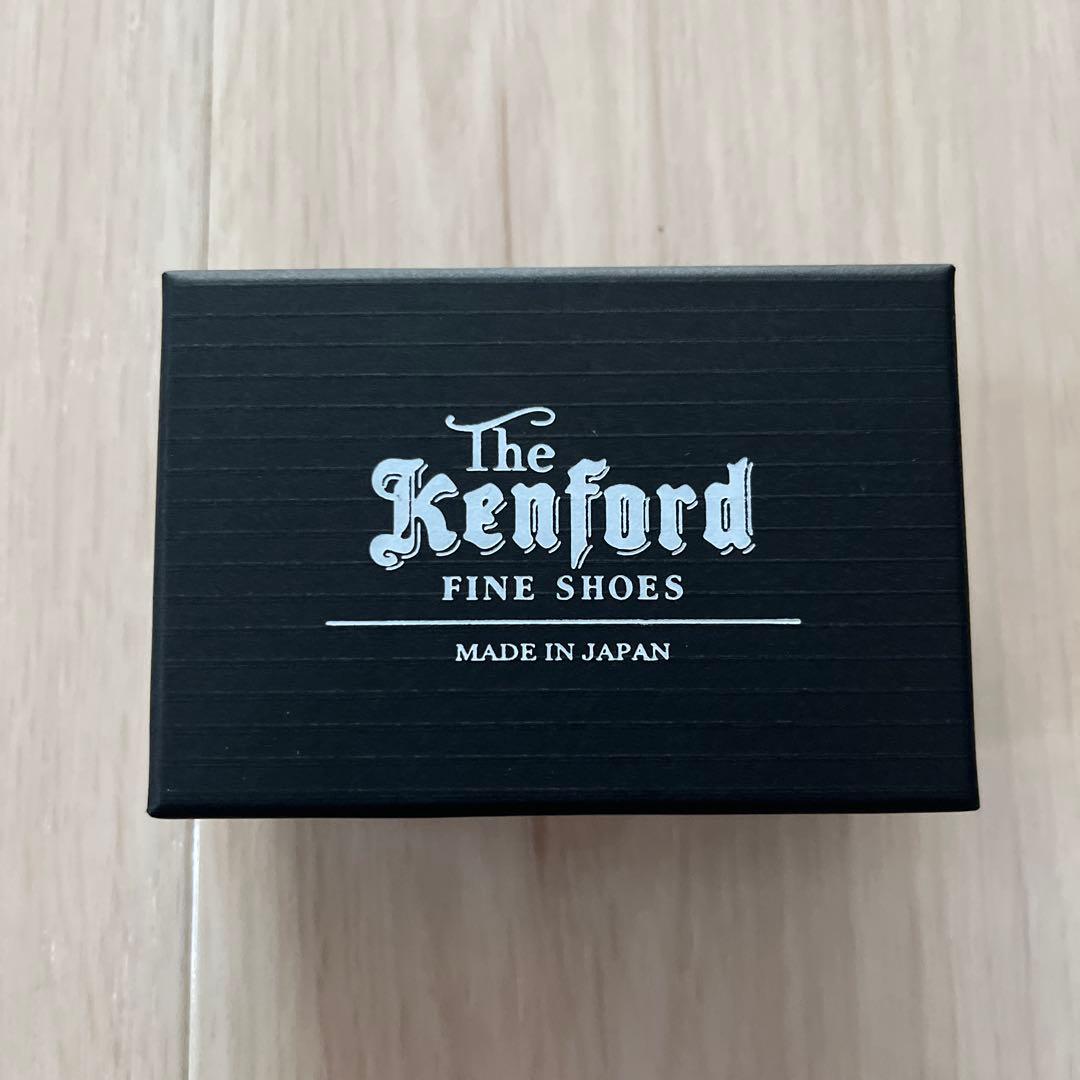 The
Kenford
FINE SHOES
MADE IN JAPAN